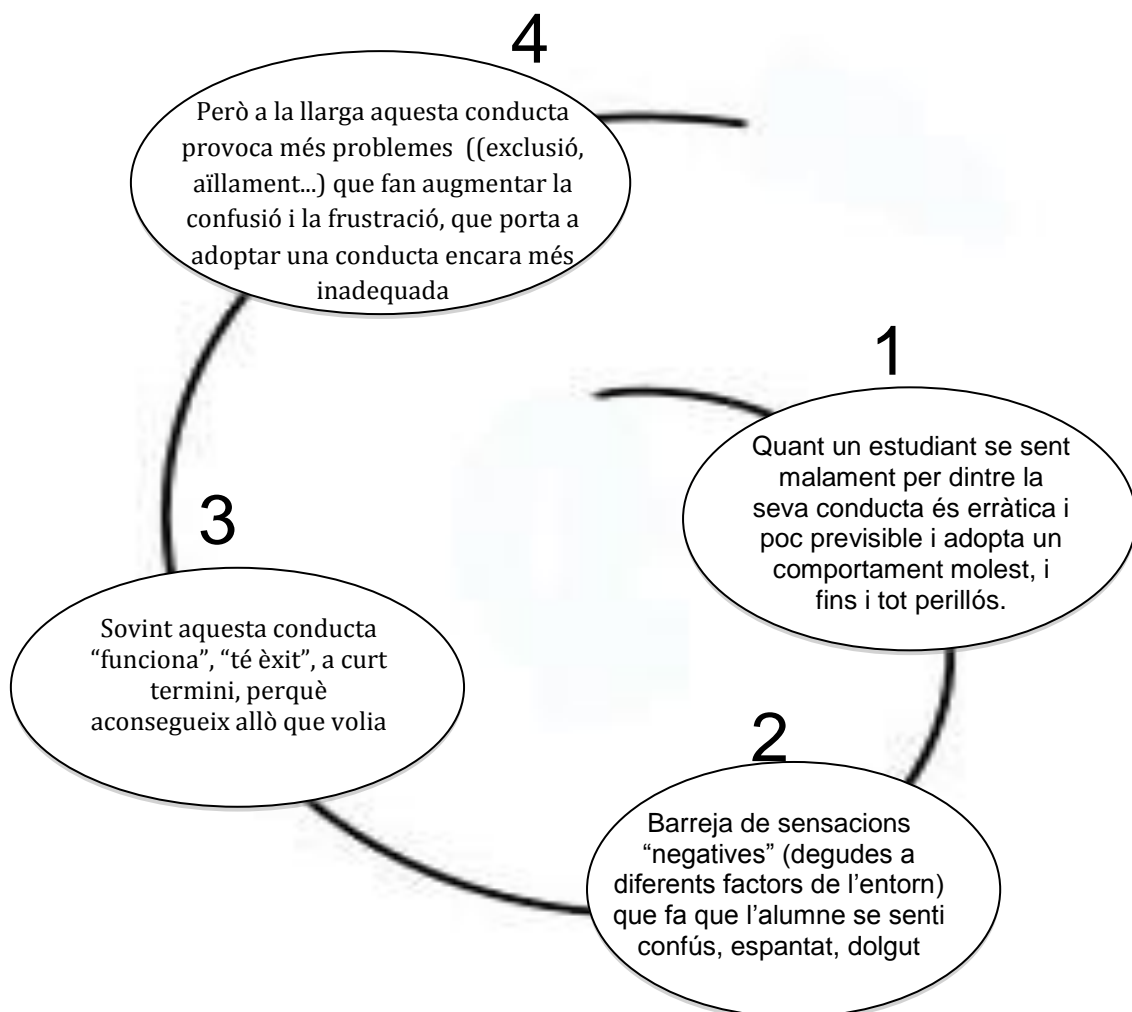 4
Però a la llarga aquesta conducta
provoca més problemes ((exclusió,
aïllament...) que fan augmentar la
confusió i la frustració, que porta a
adoptar una conducta encara més
inadequada
1
Quant un estudiant se sent
malament per dintre la
seva conducta és erràtica i
poc previsible i adopta un
comportament molest, i
fins i tot perillós.
3
Sovint aquesta conducta
“funciona”, “té èxit”, a curt
termini, perquè
aconsegueix allò que volia
2
Barreja de sensacions
“negatives” (degudes a
diferents factors de l’entorn)
que fa que l’alumne se senti
confús, espantat, dolgut